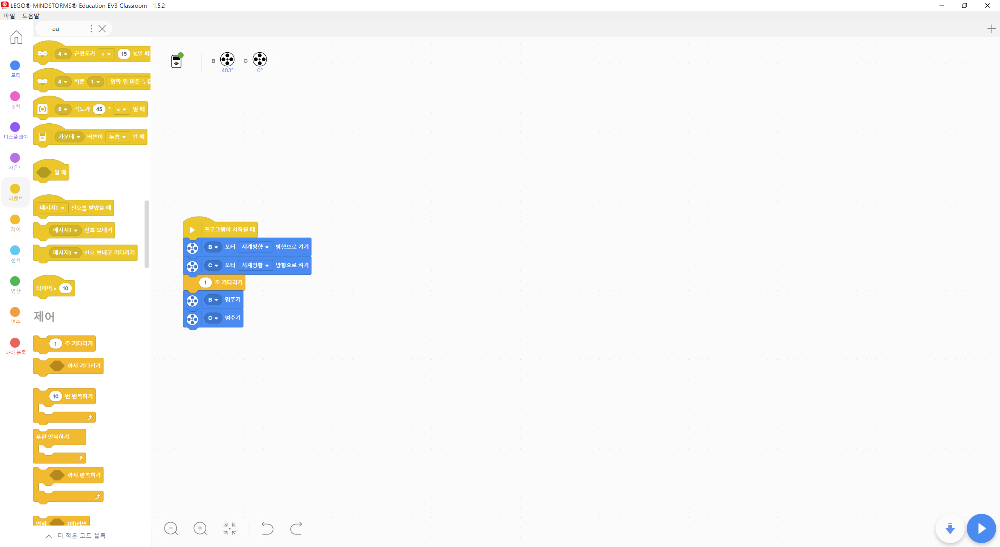 LEGO® MINDSTORMS® Education EV3 Classroom - 1.5.2
파일 도움말
aa
모터
동작
디스플레이
사운드
이벤트
제어
센서
연산
변수
마이 블록
4 근접도가 < 15 %일 때
4 비콘 1 왼쪽 위 버튼 누름
2 각도가 45 ° < 일 때
가운데 버튼이 누름 일 때
일 때
메시지1 신호를 받았을 때
메시지1 신호 보내기
메시지1 신호 보내고 기다리기
타이머 > 10
제어
1 초 기다리기
까지 기다리기
10 번 반복하기
무한 반복하기
까지 반복하기
만약 (이)라면
더 적은 코드 블록
B 483°
C 0°
프로그램이 시작될 때
B 모터 시계방향 방향으로 켜기
C 모터 시계방향 방향으로 켜기
1 초 기다리기
B 멈추기
C 멈추기